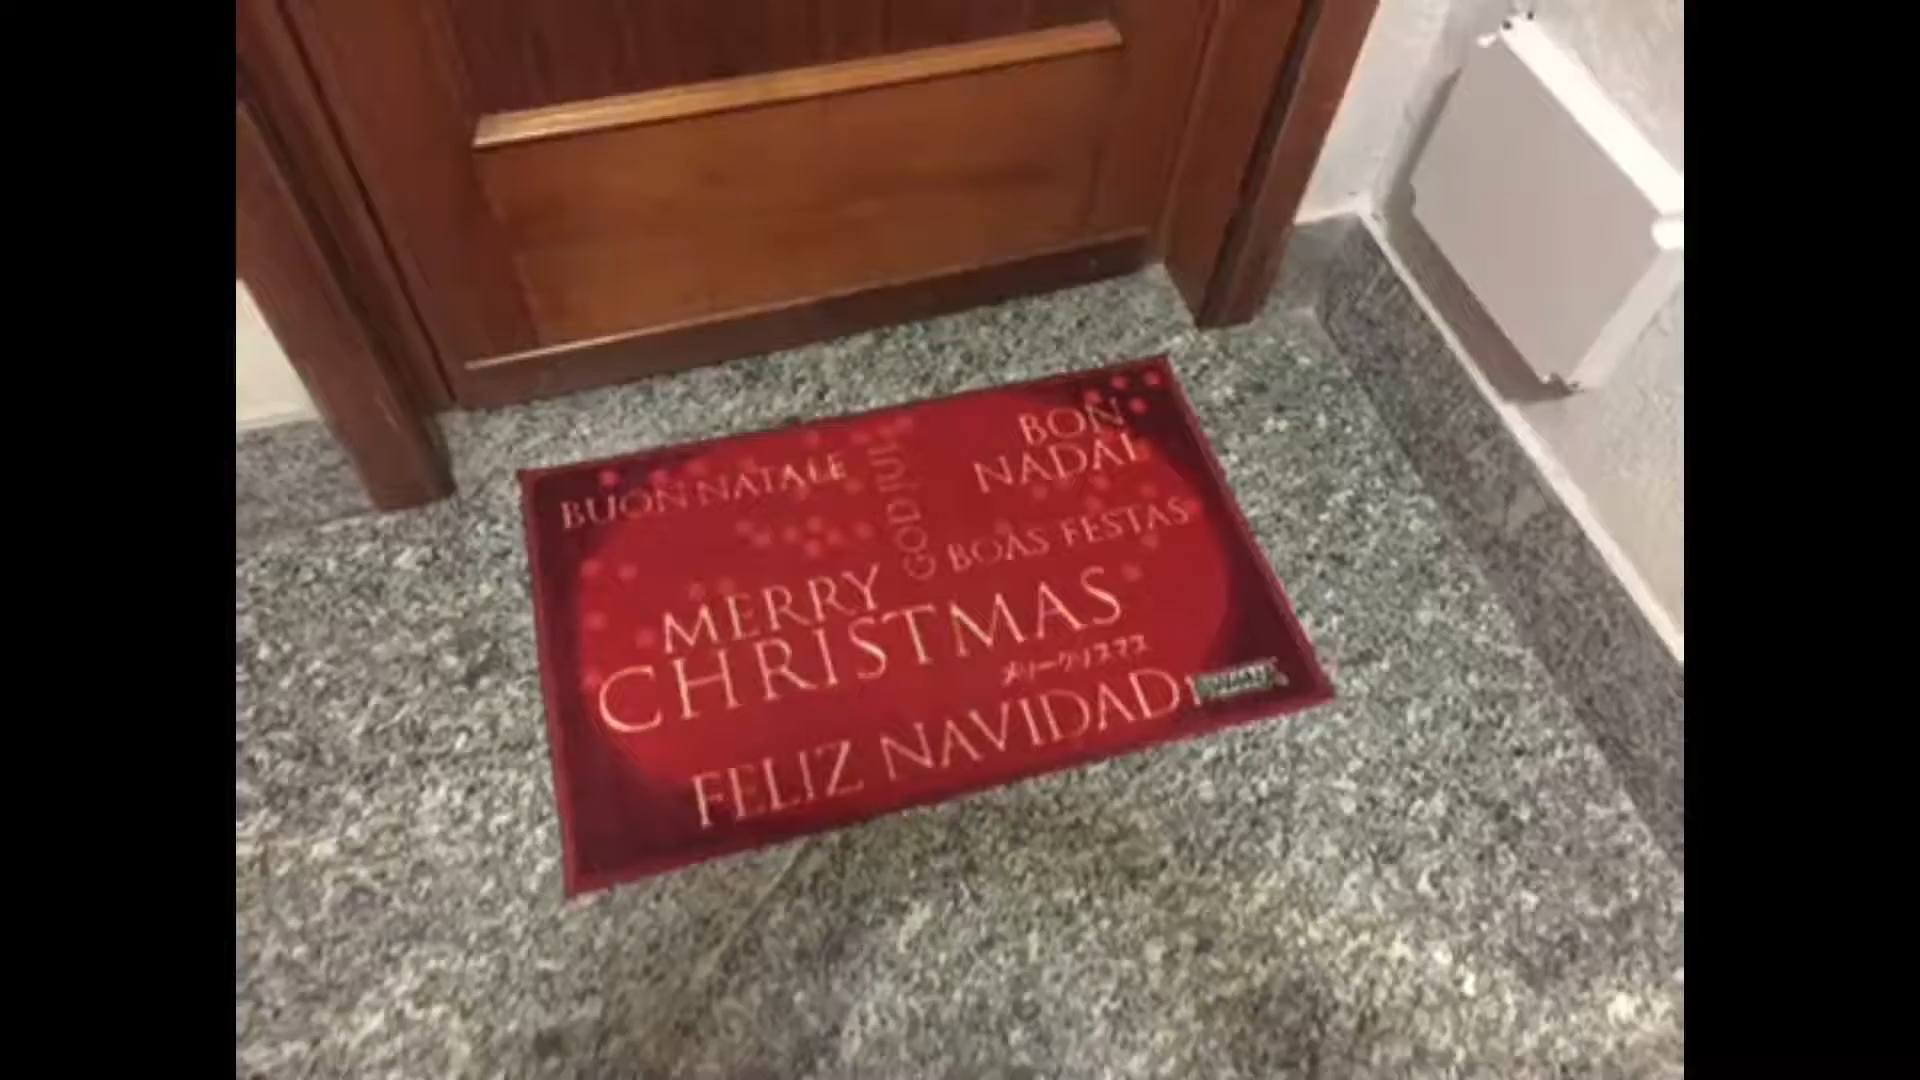 BUON NATALE
GOD JUL
BON
NADAL
BOAS FESTAS
MERRY
CHRISTMAS
メリークリスマス
FELIZ NAVIDAD